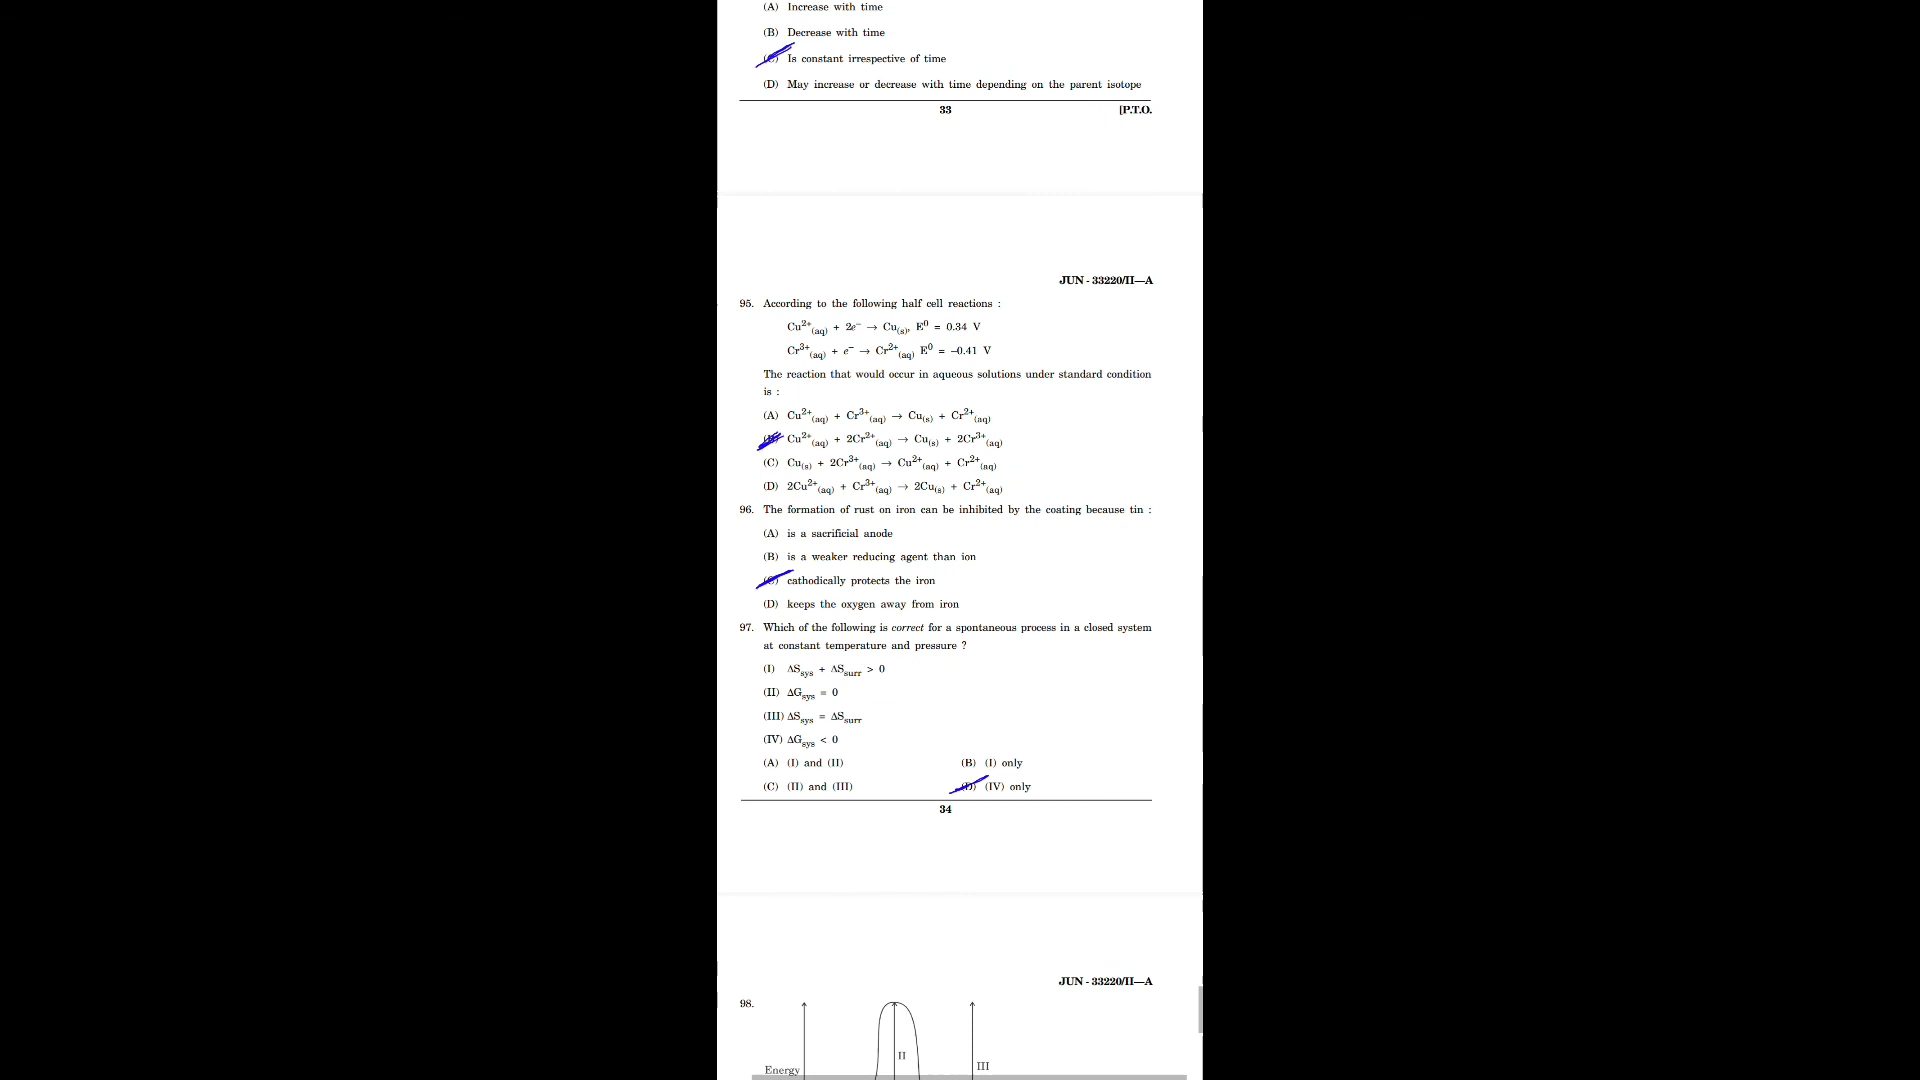 (A) Increase with time
(B) Decrease with time
(C) Is constant irrespective of time
(D) May increase or decrease with time depending on the parent isotope
33 [P.T.O.
JUN - 33220/II—A
95. According to the following half cell reactions :
Cu²⁺(aq) + 2e⁻ → Cu(s), E⁰ = 0.34 V
Cr³⁺(aq) + e⁻ → Cr²⁺(aq) E⁰ = –0.41 V
The reaction that would occur in aqueous solutions under standard condition
is :
(A) Cu²⁺(aq) + Cr³⁺(aq) → Cu(s) + Cr²⁺(aq)
(B) Cu²⁺(aq) + 2Cr²⁺(aq) → Cu(s) + 2Cr³⁺(aq)
(C) Cu(s) + 2Cr³⁺(aq) → Cu²⁺(aq) + Cr²⁺(aq)
(D) 2Cu²⁺(aq) + Cr³⁺(aq) → 2Cu(s) + Cr²⁺(aq)
96. The formation of rust on iron can be inhibited by the coating because tin :
(A) is a sacrificial anode
(B) is a weaker reducing agent than ion
(C) cathodically protects the iron
(D) keeps the oxygen away from iron
97. Which of the following is correct for a spontaneous process in a closed system
at constant temperature and pressure ?
(I) ΔSsys + ΔSsurr > 0
(II) ΔGsys = 0
(III) ΔSsys = ΔSsurr
(IV) ΔGsys < 0
(A) (I) and (II) (B) (I) only
(C) (II) and (III) (D) (IV) only
34
JUN - 33220/II—A
98.
II
III
Energy